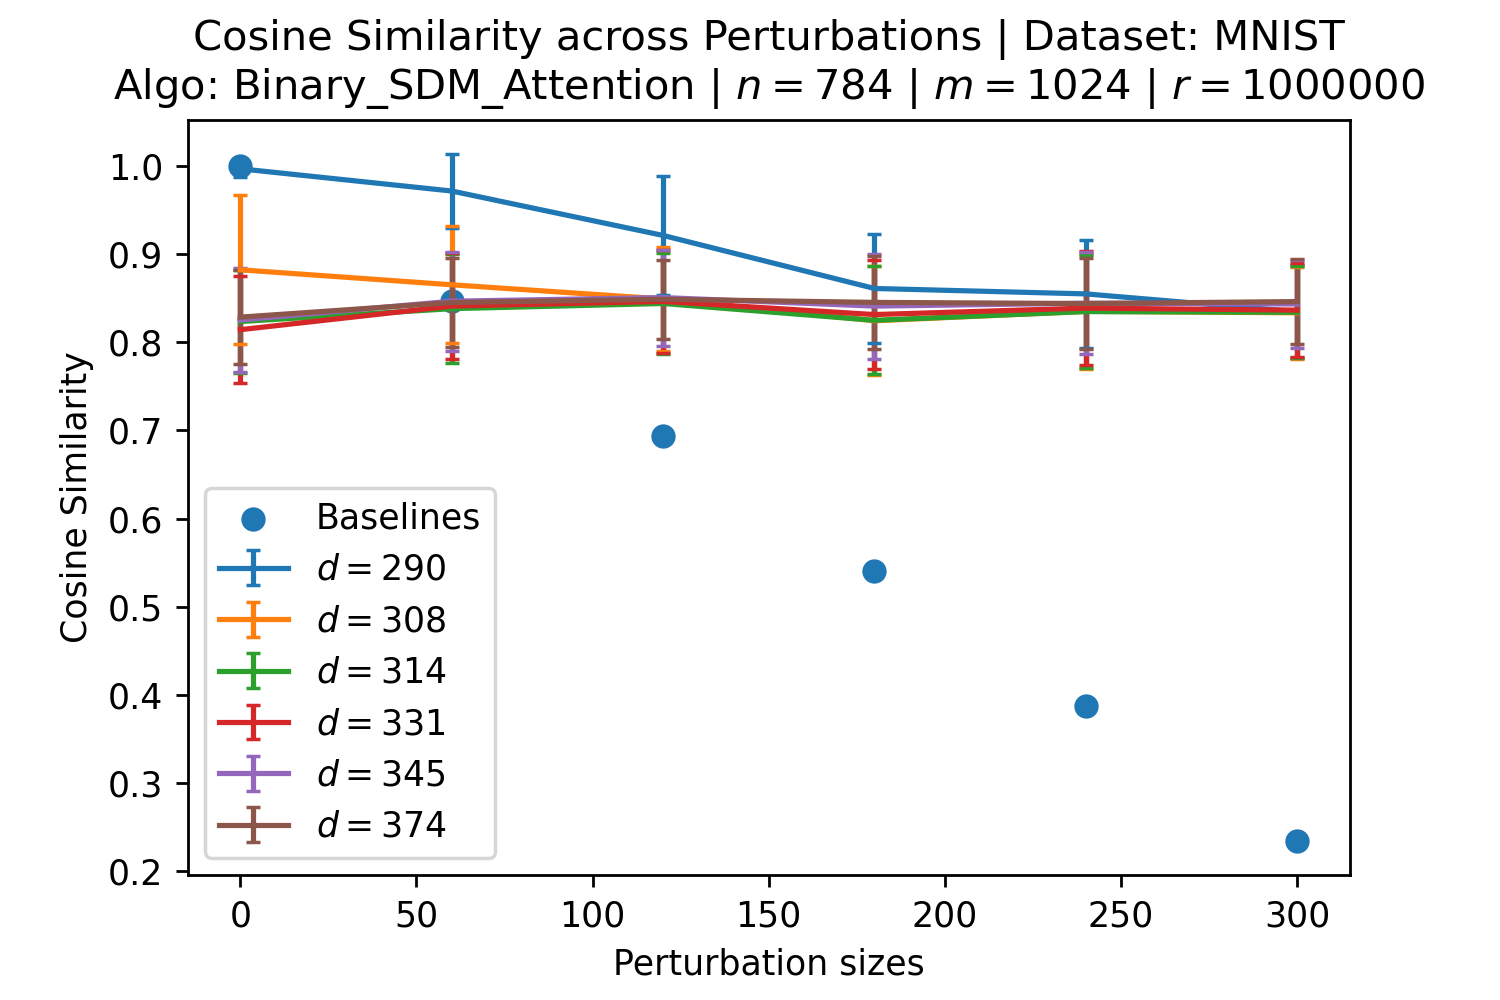 Cosine Similarity across Perturbations | Dataset: MNIST
Algo: Binary_SDM_Attention | n = 784 | m = 1024 | r = 1000000
Cosine Similarity
1.0
0.9
0.8
0.7
0.6
0.5
0.4
0.3
0.2
Baselines
d = 290
d = 308
d = 314
d = 331
d = 345
d = 374
0 50 100 150 200 250 300
Perturbation sizes